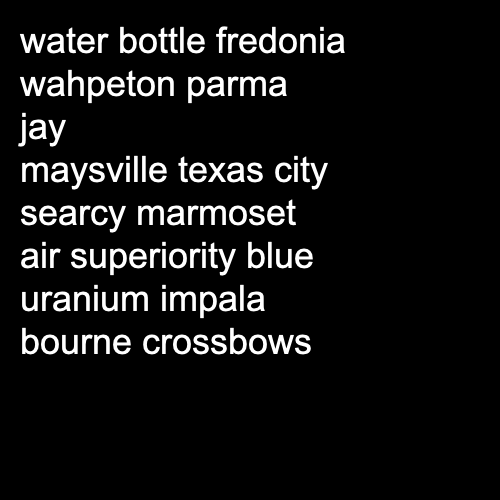 water bottle fredonia
wahpeton parma
jay
maysville texas city
searcy marmoset
air superiority blue
uranium impala
bourne crossbows